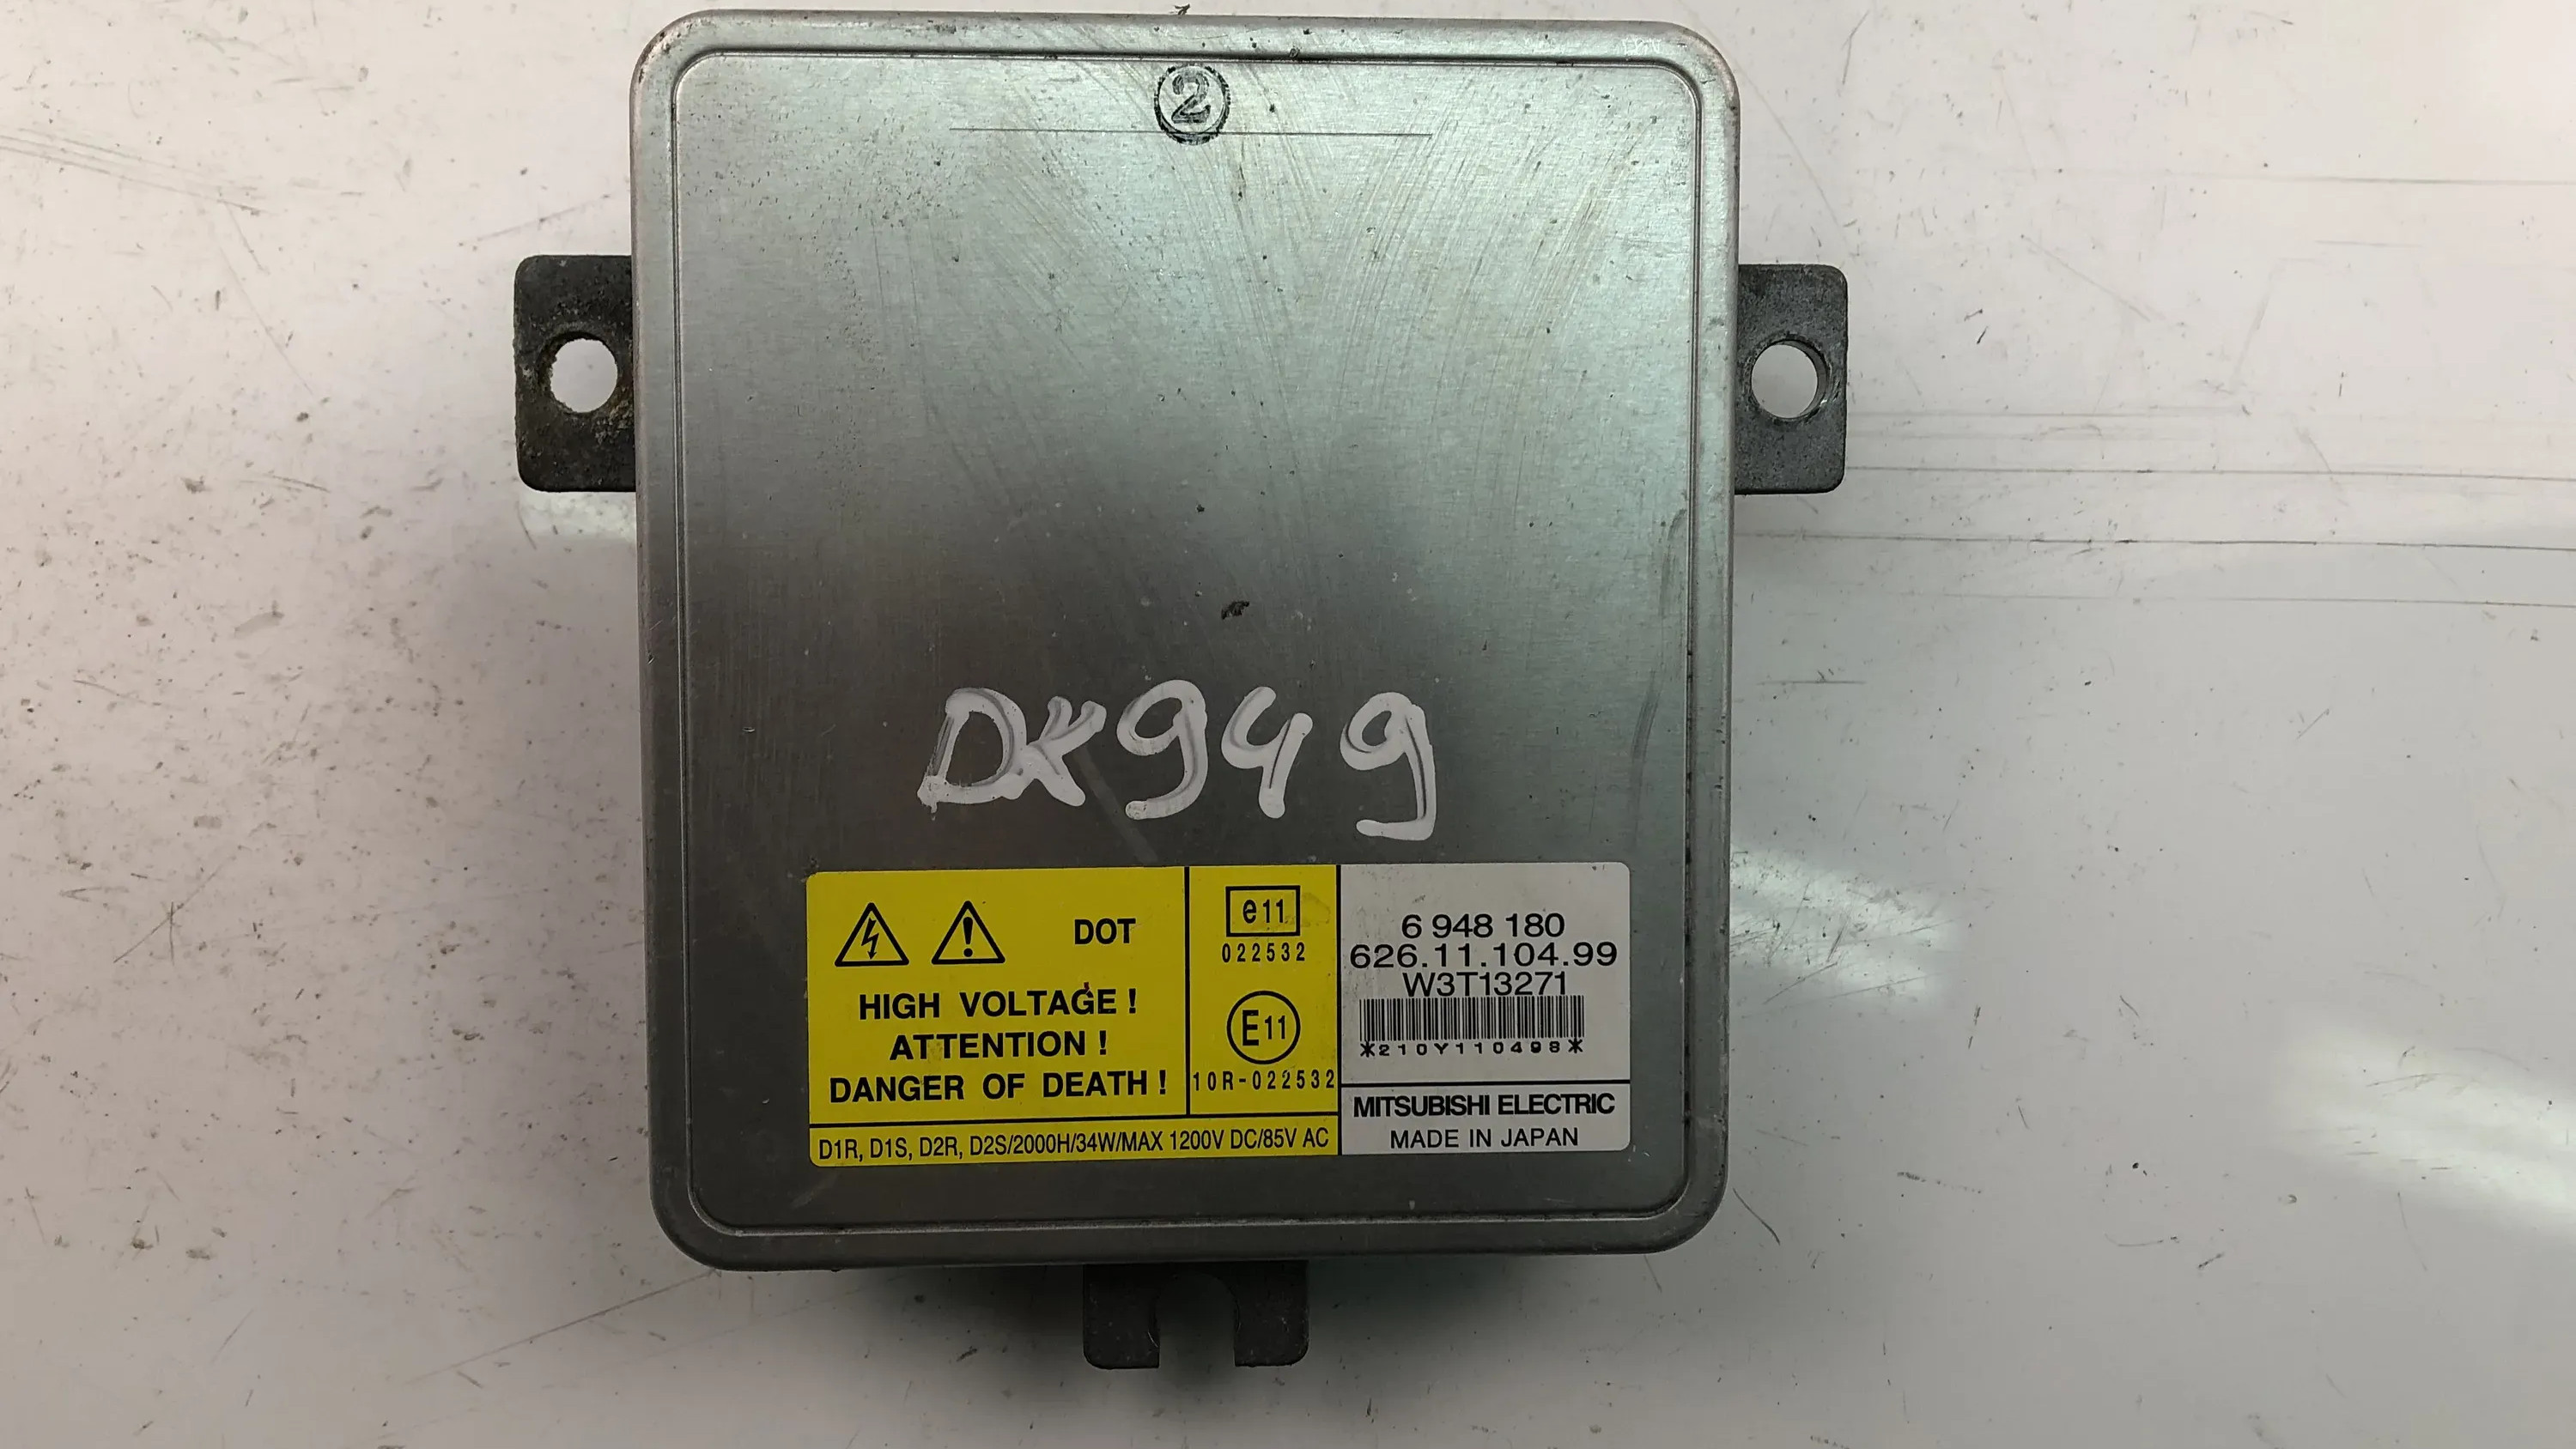 2
DK949
DOT
HIGH VOLTAGE !
ATTENTION !
DANGER OF DEATH !
D1R, D1S, D2R, D2S/2000H/34W/MAX 1200V DC/85V AC
e11
022532
E11
10R-022532
6 948 180
626.11.104.99
W3T13271
*210Y110498*
MITSUBISHI ELECTRIC
MADE IN JAPAN